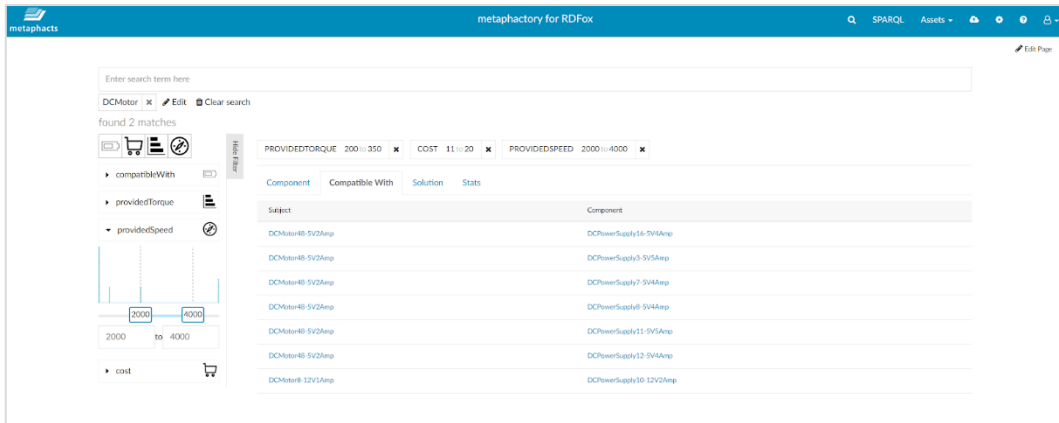 metaphacts
metaphactory for RDFox
SPARQL Assets
Edit Page
Enter search term here
DCMotor Edit Clear search
found 2 matches
Hide Filter
PROVIDEDTORQUE 200 to 350 COST 11 to 20 PROVIDEDSPEED 2000 to 4000
compatibleWith
providedTorque
providedSpeed
2000 4000
2000 to 4000
cost
Component Compatible With Solution Stats
Subject Component
DCMotor48-5V2Amp DCPowerSupply16-5V4Amp
DCMotor48-5V2Amp DCPowerSupply3-5V5Amp
DCMotor48-5V2Amp DCPowerSupply7-5V4Amp
DCMotor48-5V2Amp DCPowerSupply8-5V4Amp
DCMotor48-5V2Amp DCPowerSupply11-5V5Amp
DCMotor48-5V2Amp DCPowerSupply12-5V4Amp
DCMotor8-12V1Amp DCPowerSupply10-12V2Amp